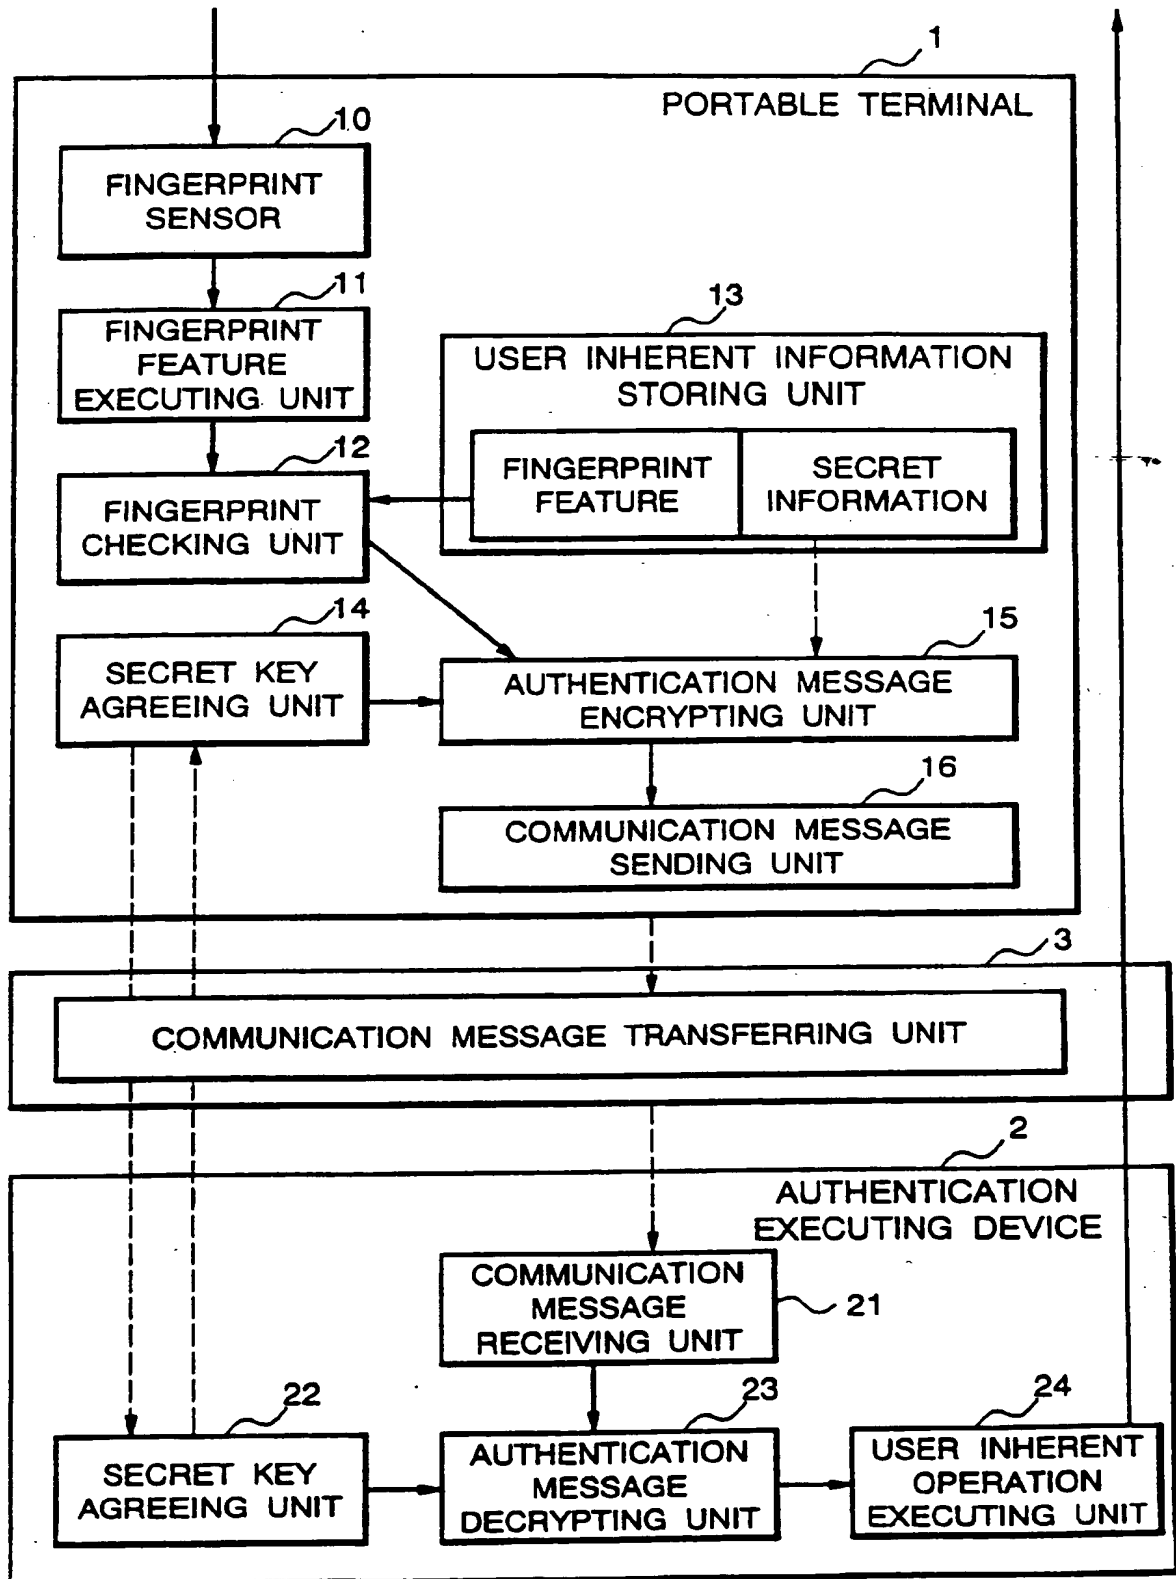 1
PORTABLE TERMINAL
10
FINGERPRINT
SENSOR
11
FINGERPRINT
FEATURE
EXECUTING UNIT
13
USER INHERENT INFORMATION
STORING UNIT
FINGERPRINT
FEATURE
SECRET
INFORMATION
12
FINGERPRINT
CHECKING UNIT
14
SECRET KEY
AGREEING UNIT
15
AUTHENTICATION MESSAGE
ENCRYPTING UNIT
16
COMMUNICATION MESSAGE
SENDING UNIT
3
COMMUNICATION MESSAGE TRANSFERRING UNIT
2
AUTHENTICATION
EXECUTING DEVICE
COMMUNICATION
MESSAGE
RECEIVING UNIT
21
22
SECRET KEY
AGREEING UNIT
23
AUTHENTICATION
MESSAGE
DECRYPTING UNIT
24
USER INHERENT
OPERATION
EXECUTING UNIT